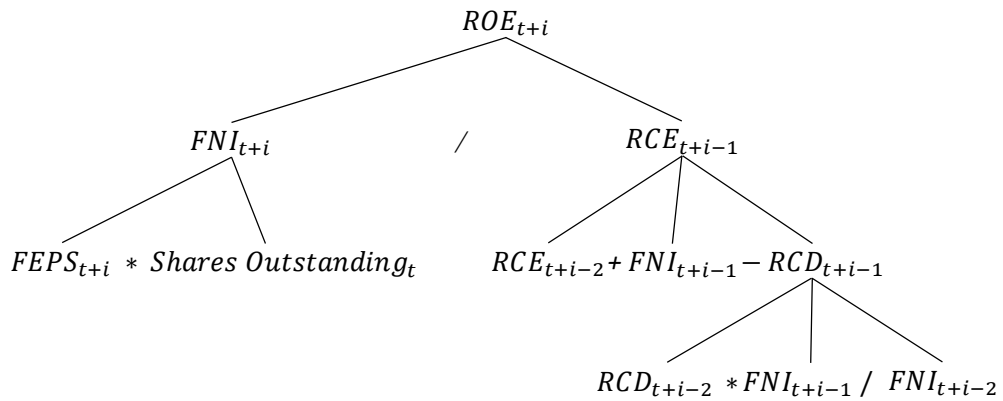 ROE_{t+i}
FNI_{t+i} / RCE_{t+i-1}
FEPS_{t+i} * Shares Outstanding_t RCE_{t+i-2} + FNI_{t+i-1} − RCD_{t+i-1}
RCD_{t+i-2} * FNI_{t+i-1} / FNI_{t+i-2}